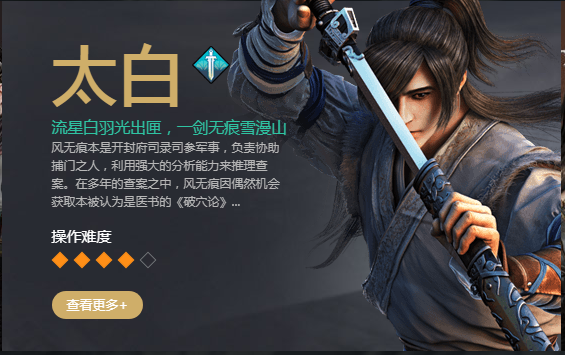 太白
流星白羽光出匣，一剑无痕雪漫山
风无痕本是开封府司录司参军事，负责协助
捕门之人，利用强大的分析能力来推理查
案。在多年的查案之中，风无痕因偶然机会
获取本被认为是医书的《破穴论》...
操作难度
查看更多+